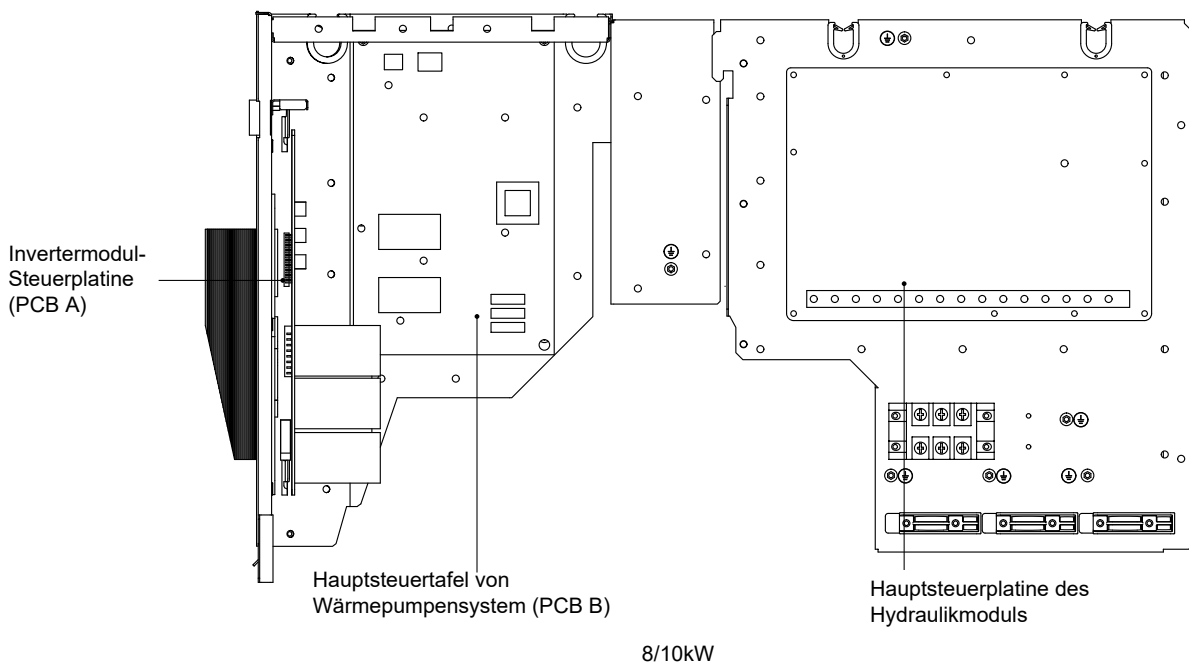 Invertermodul-
Steuerplatine
(PCB A)
Hauptsteuertafel von
Wärmepumpensystem (PCB B)
Hauptsteuerplatine des
Hydraulikmoduls
8/10kW